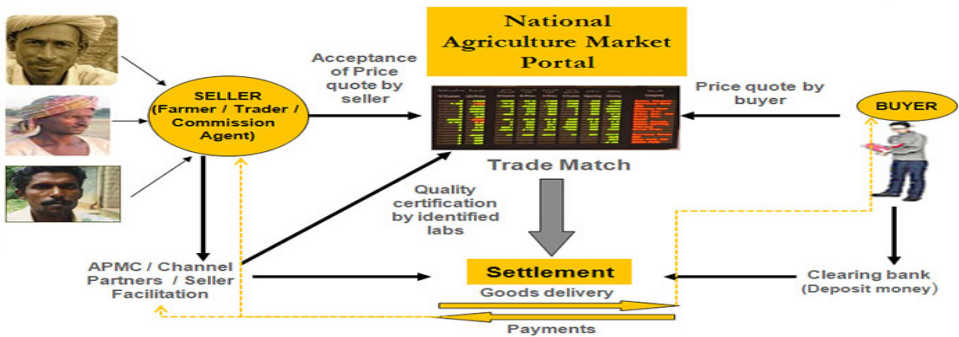 National
Agriculture Market
Portal
Acceptance
of Price
quote by
seller
SELLER
(Farmer / Trader /
Commission
Agent)
Price quote by
buyer
BUYER
Trade Match
Quality
certification
by identified
labs
APMC / Channel
Partners / Seller
Facilitation
Settlement
Goods delivery
Payments
Clearing bank
(Deposit money)